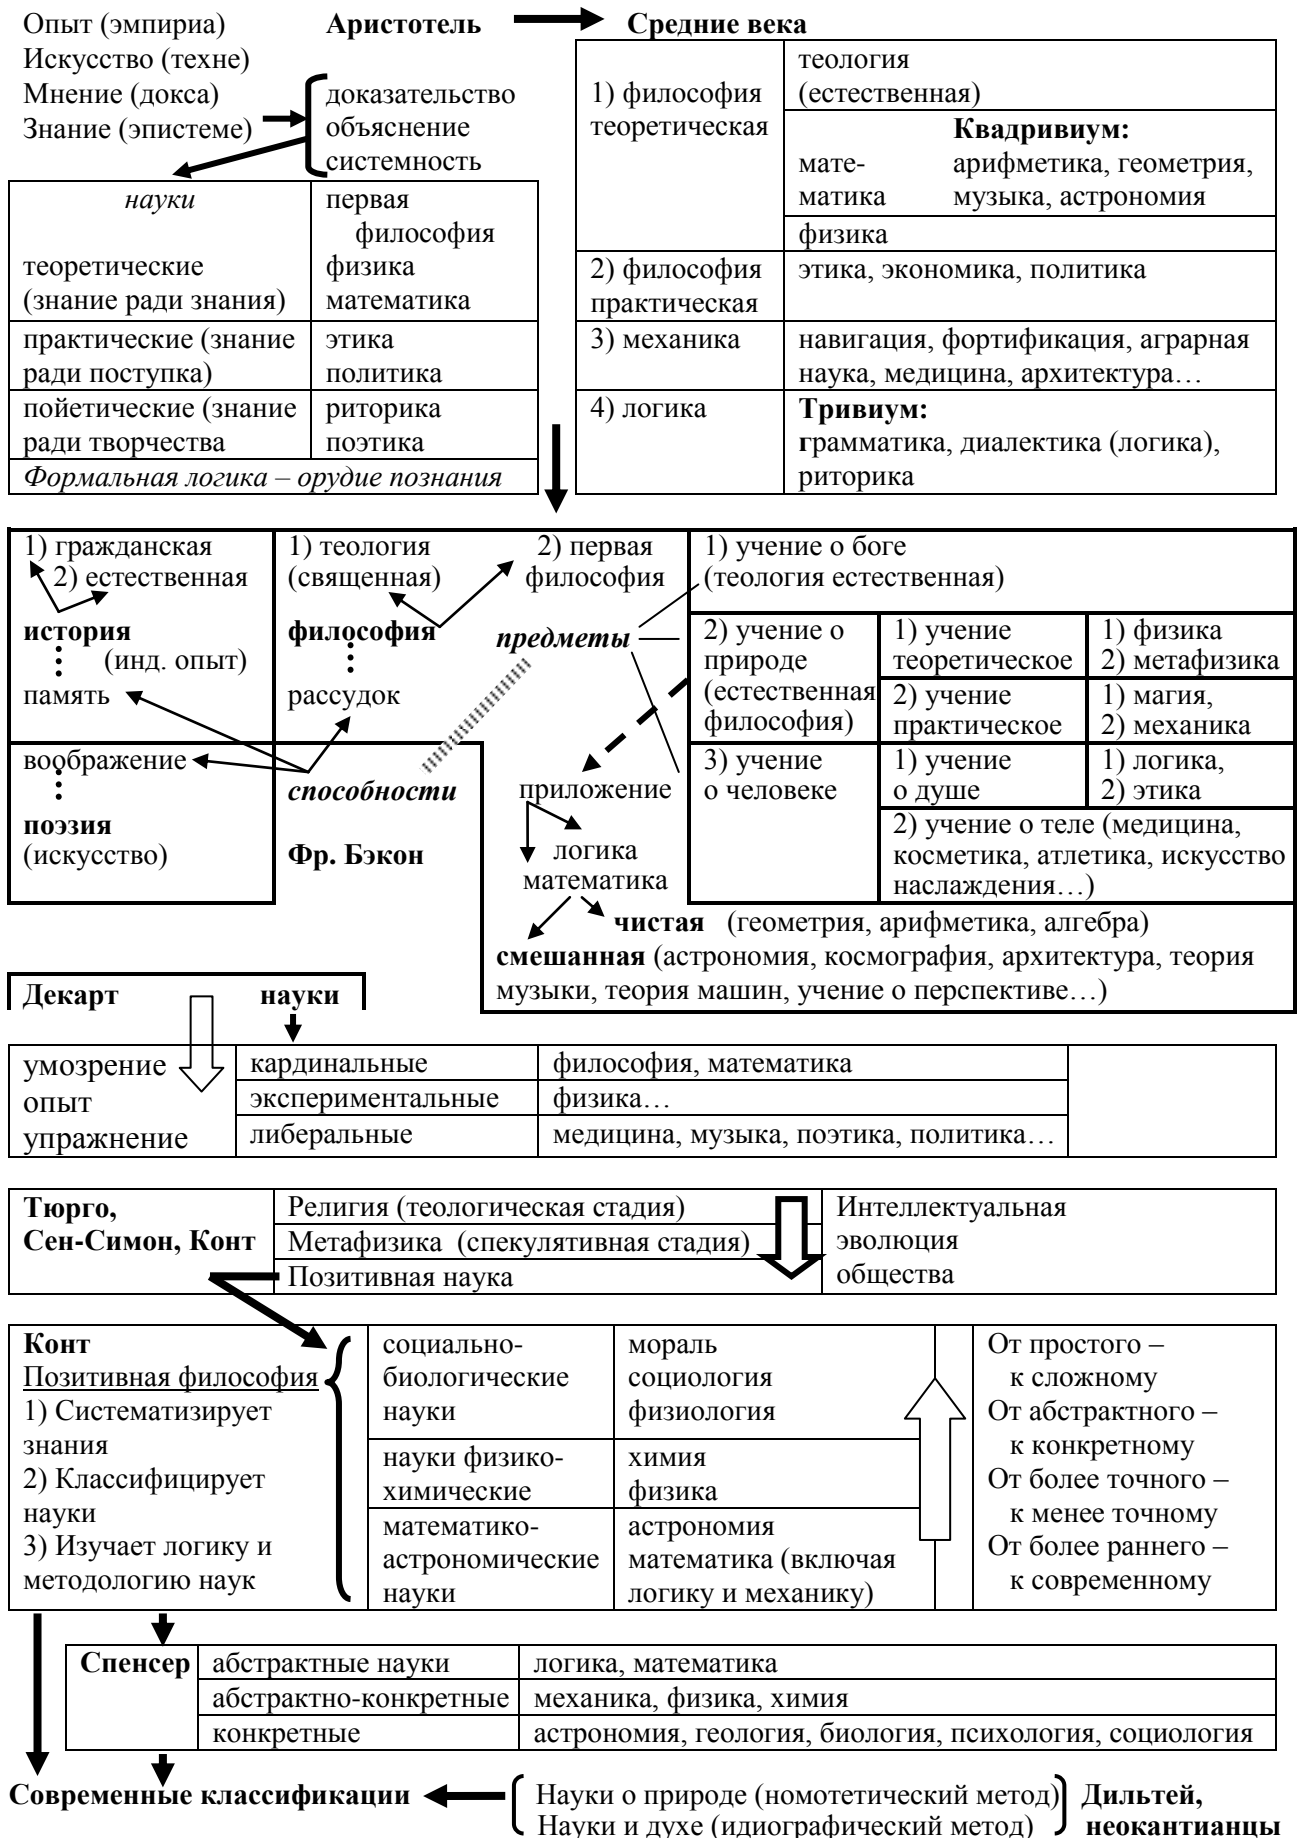 Опыт (эмпириа)
Искусство (техне)
Мнение (докса)
Знание (эпистеме)
Аристотель
доказательство
объяснение
системность
науки
первая
философия
теоретические
(знание ради знания)
физика
математика
практические (знание
ради поступка)
этика
политика
пойетические (знание
ради творчества
риторика
поэтика
Формальная логика – орудие познания
Средние века
1) философия
теоретическая
теология
(естественная)
Квадривиум:
мате-
матика
арифметика, геометрия,
музыка, астрономия
физика
2) философия
практическая
этика, экономика, политика
3) механика
навигация, фортификация, аграрная
наука, медицина, архитектура…
4) логика
Тривиум:
грамматика, диалектика (логика),
риторика
1) гражданская
2) естественная
история
(инд. опыт)
память
воображение
поэзия
(искусство)
1) теология
(священная)
2) первая
философия
философия
предметы
рассудок
способности
Фр. Бэкон
приложение
логика
математика
1) учение о боге
(теология естественная)
2) учение о
природе
(естественная
философия)
1) учение
теоретическое
1) физика
2) метафизика
2) учение
практическое
1) магия,
2) механика
3) учение
о человеке
1) учение
о душе
1) логика,
2) этика
2) учение о теле (медицина,
косметика, атлетика, искусство
наслаждения…)
чистая (геометрия, арифметика, алгебра)
смешанная (астрономия, космография, архитектура, теория
музыки, теория машин, учение о перспективе…)
Декарт
науки
умозрение
опыт
упражнение
кардинальные
философия, математика
экспериментальные
физика…
либеральные
медицина, музыка, поэтика, политика…
Тюрго,
Сен-Симон, Конт
Религия (теологическая стадия)
Метафизика (спекулятивная стадия)
Позитивная наука
Интеллектуальная
эволюция
общества
Конт
Позитивная философия
1) Систематизирует
знания
2) Классифицирует
науки
3) Изучает логику и
методологию наук
социально-
биологические
науки
мораль
социология
физиология
науки физико-
химические
химия
физика
математико-
астрономические
науки
астрономия
математика (включая
логику и механику)
От простого –
к сложному
От абстрактного –
к конкретному
От более точного –
к менее точному
От более раннего –
к современному
Спенсер
абстрактные науки
логика, математика
абстрактно-конкретные
механика, физика, химия
конкретные
астрономия, геология, биология, психология, социология
Современные классификации
Науки о природе (номотетический метод)
Науки и духе (идиографический метод)
Дильтей,
неокантианцы